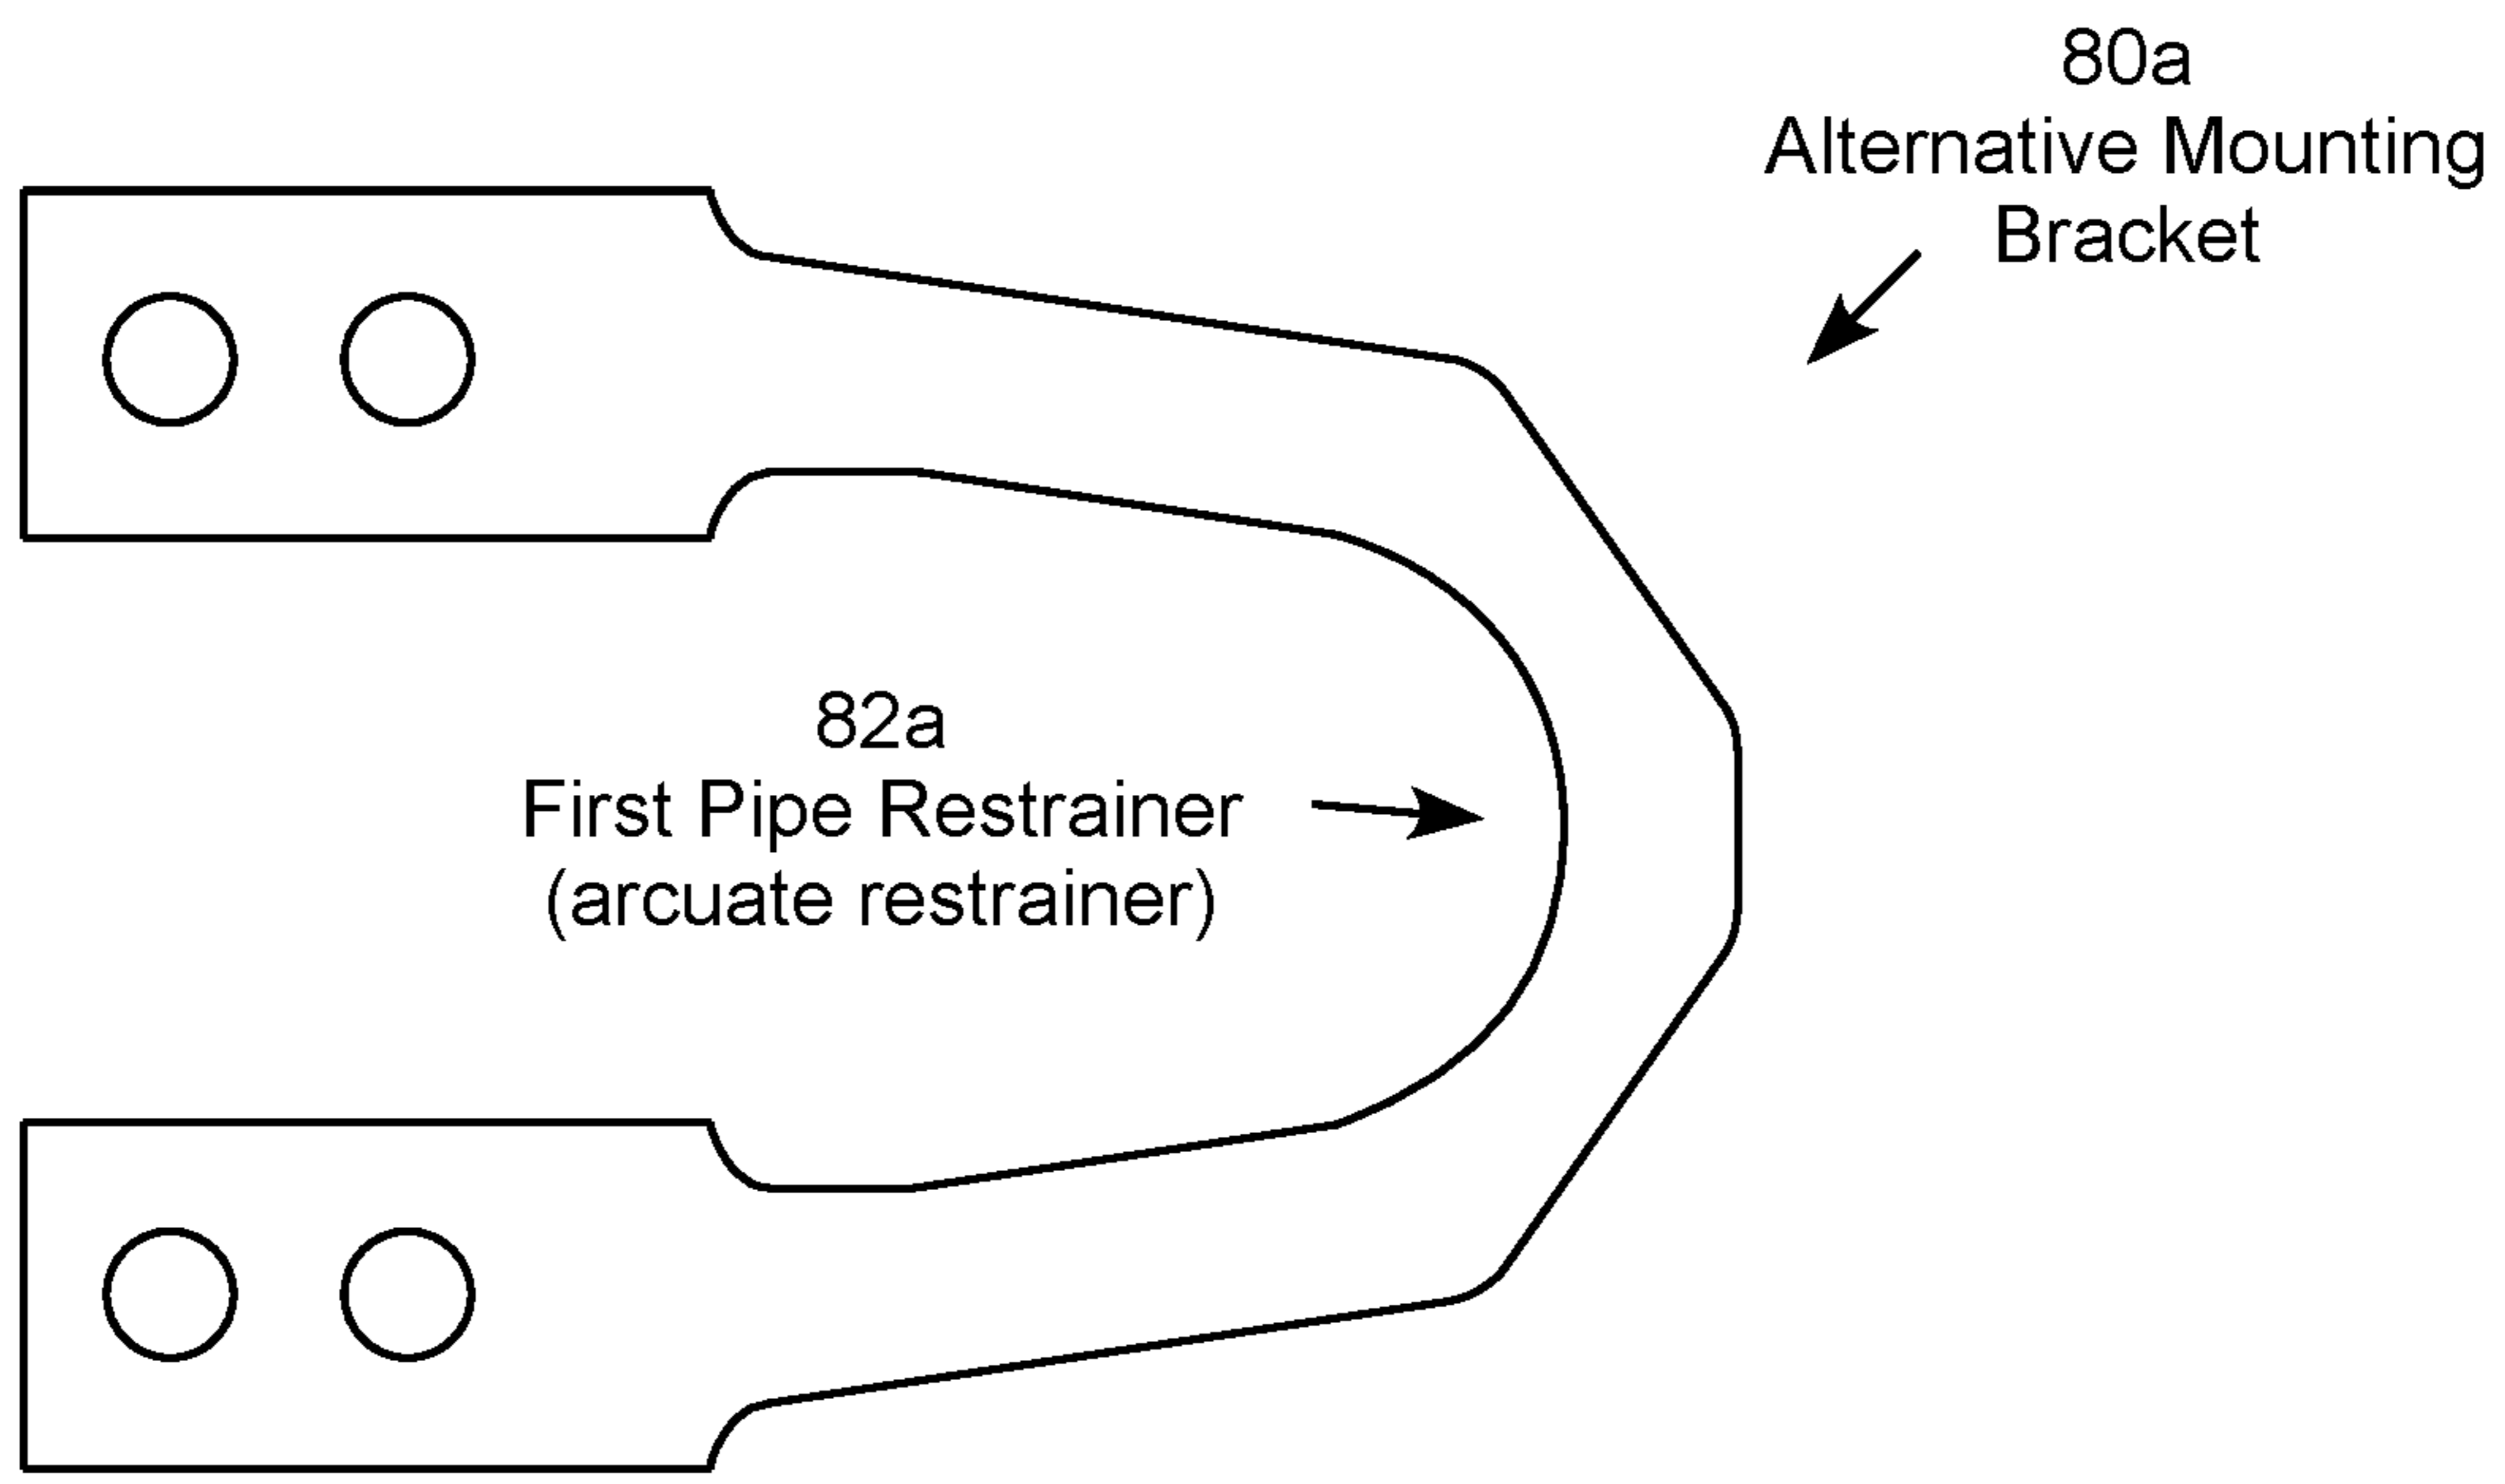 80a
Alternative Mounting
Bracket
82a
First Pipe Restrainer
(arcuate restrainer)